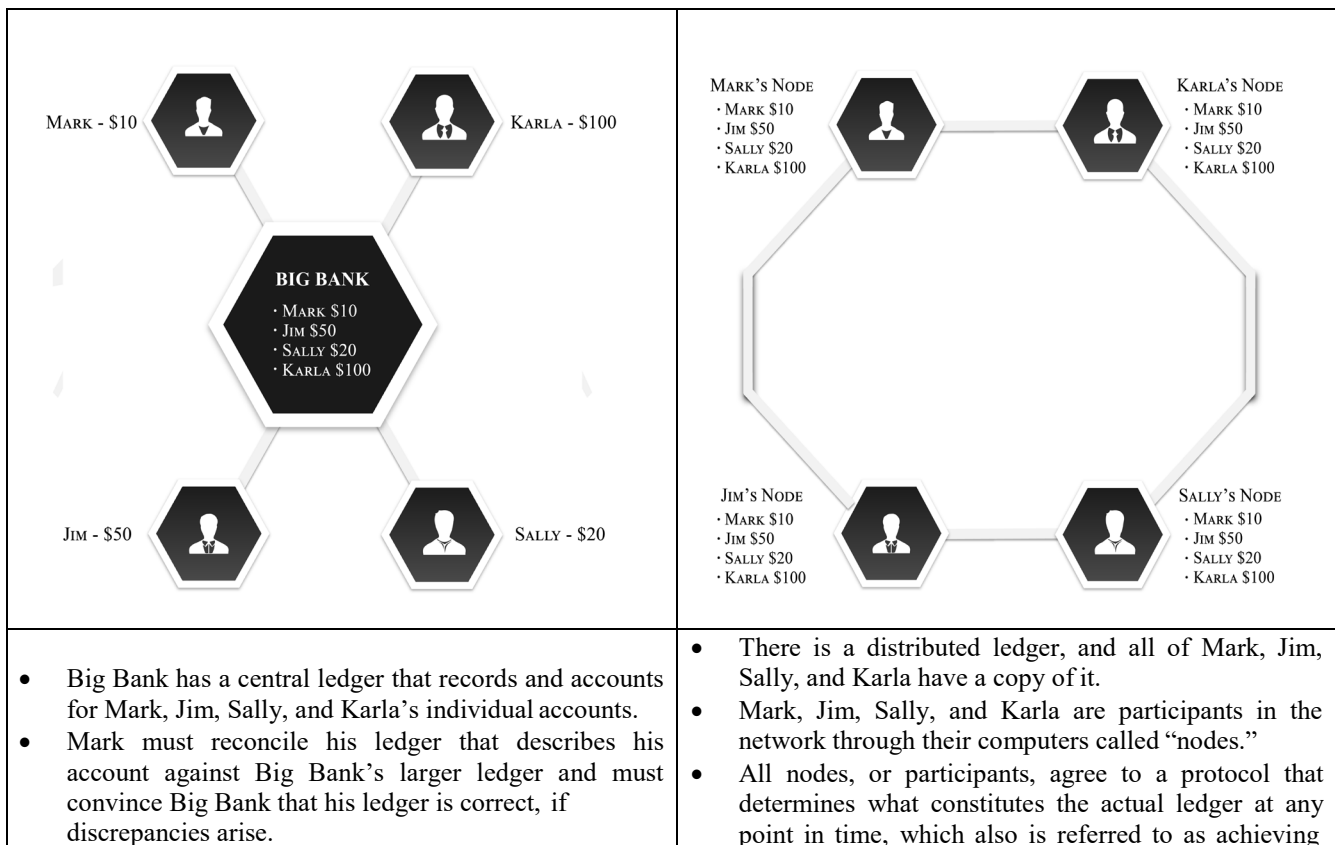 MARK - $10
KARLA - $100
BIG BANK
· MARK $10
· JIM $50
· SALLY $20
· KARLA $100
JIM - $50
SALLY - $20
MARK'S NODE
· MARK $10
· JIM $50
· SALLY $20
· KARLA $100
KARLA'S NODE
· MARK $10
· JIM $50
· SALLY $20
· KARLA $100
JIM'S NODE
· MARK $10
· JIM $50
· SALLY $20
· KARLA $100
SALLY'S NODE
· MARK $10
· JIM $50
· SALLY $20
· KARLA $100
• Big Bank has a central ledger that records and accounts
for Mark, Jim, Sally, and Karla's individual accounts.
• Mark must reconcile his ledger that describes his
account against Big Bank's larger ledger and must
convince Big Bank that his ledger is correct, if
discrepancies arise.
• There is a distributed ledger, and all of Mark, Jim,
Sally, and Karla have a copy of it.
• Mark, Jim, Sally, and Karla are participants in the
network through their computers called “nodes.”
• All nodes, or participants, agree to a protocol that
determines what constitutes the actual ledger at any
point in time, which also is referred to as achieving